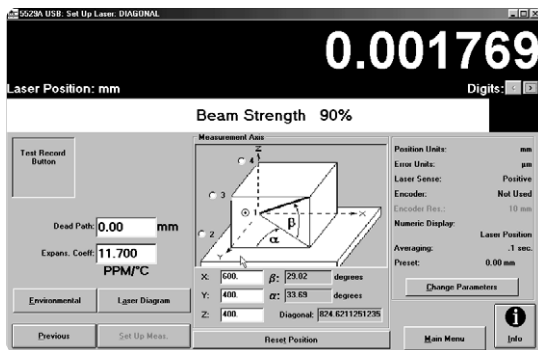 5529A USB: Set Up Laser: DIAGONAL
0.001769
Laser Position: mm
Digits:
Beam Strength 90%
Test Record
Button
Dead Path: 0.00 mm
Expans. Coeff: 11.700
PPM/°C
Environmental
Laser Diagram
Previous
Set Up Meas.
Measurement Axis
Z
4
3
1
X
β
2
α
Y
X: 600. β: 29.02 degrees
Y: 400. α: 33.69 degrees
Z: 400. Diagonal: 824.6211251235
Reset Position
Position Units: mm
Error Units: µm
Laser Sense: Positive
Encoder: Not Used
Encoder Res.: 10 mm
Numeric Display:
Laser Position
Averaging: .1 sec.
Preset: 0.00 mm
Change Parameters
Main Menu
i
Info